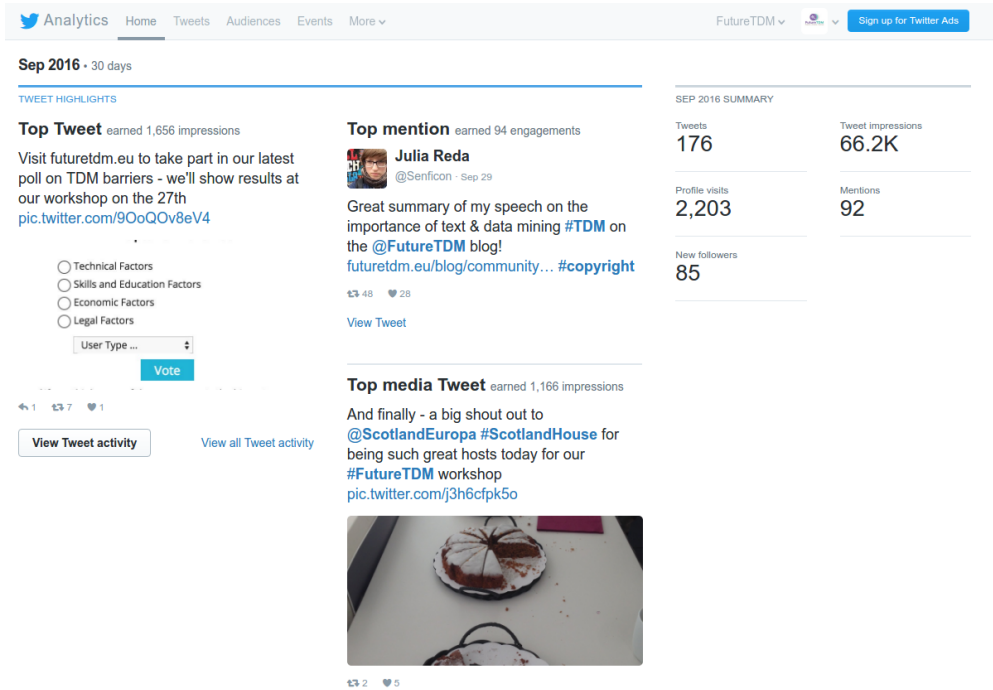 Analytics Home Tweets Audiences Events More FutureTDM Sign up for Twitter Ads
Sep 2016 • 30 days
TWEET HIGHLIGHTS
Top Tweet earned 1,656 impressions
Visit futuretdm.eu to take part in our latest
poll on TDM barriers - we'll show results at
our workshop on the 27th
pic.twitter.com/9OoQOv8eV4
Technical Factors
Skills and Education Factors
Economic Factors
Legal Factors
User Type ...
Vote
1 7 1
View Tweet activity View all Tweet activity
Top mention earned 94 engagements
Julia Reda
@Senficon · Sep 29
Great summary of my speech on the
importance of text & data mining #TDM on
the @FutureTDM blog!
futuretdm.eu/blog/community… #copyright
48 28
View Tweet
Top media Tweet earned 1,166 impressions
And finally - a big shout out to
@ScotlandEuropa #ScotlandHouse for
being such great hosts today for our
#FutureTDM workshop
pic.twitter.com/j3h6cfpk5o
2 5
SEP 2016 SUMMARY
Tweets
176
Tweet impressions
66.2K
Profile visits
2,203
Mentions
92
New followers
85